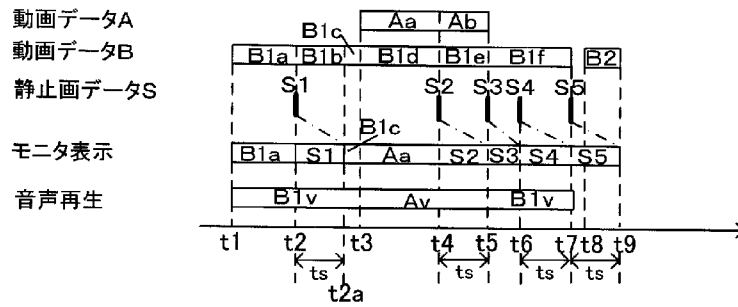 動画データA Aa Ab
B1c
動画データB B1a B1b B1d B1e B1f B2
静止画データS S1 S2 S3 S4 S5
B1c
モニタ表示 B1a S1 Aa S2 S3 S4 S5
音声再生 B1v Av B1v
t1 t2 t3 t4 t5 t6 t7 t8 t9
ts ts ts ts
t2a